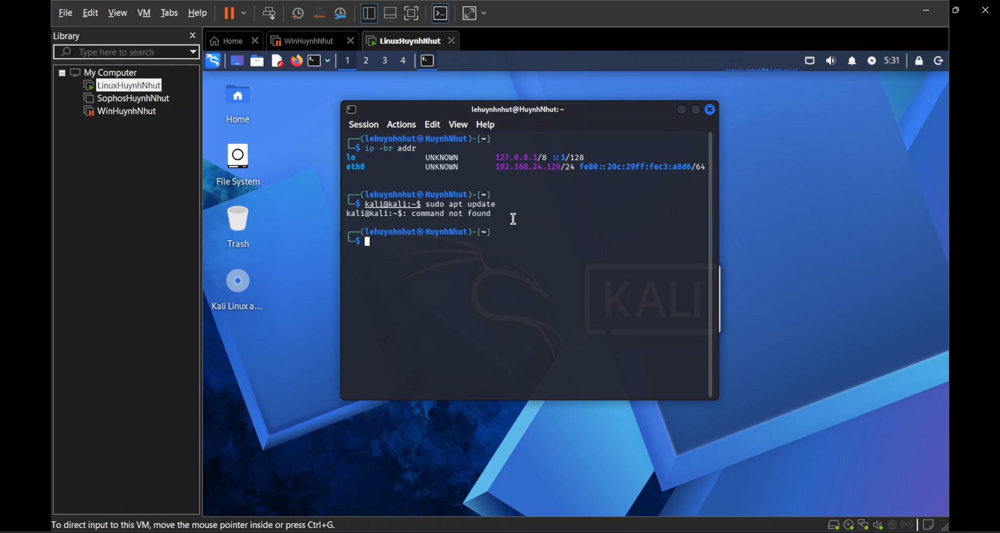 File Edit View VM Tabs Help
Library
Type here to search
My Computer
LinuxHuynhNhut
SophosHuynhNhut
WinHuynhNhut
Home WinHuynhNhut LinuxHuynhNhut
1 2 3 4 5:31
Home
File System
Trash
Kali Linux a...
lehuynhnhut@HuynhNhut: ~
Session Actions Edit View Help
┌──(lehuynhnhut㉿HuynhNhut)-[~]
└─$ ip -br addr
lo UNKNOWN 127.0.0.1/8 ::1/128
eth0 UNKNOWN 192.168.24.129/24 fe80::20c:29ff:fec3:a8d6/64
┌──(lehuynhnhut㉿HuynhNhut)-[~]
└─$ kali@kali:~$ sudo apt update
kali@kali:~$: command not found
┌──(lehuynhnhut㉿HuynhNhut)-[~]
└─$
KALI
To direct input to this VM, move the mouse pointer inside or press Ctrl+G.